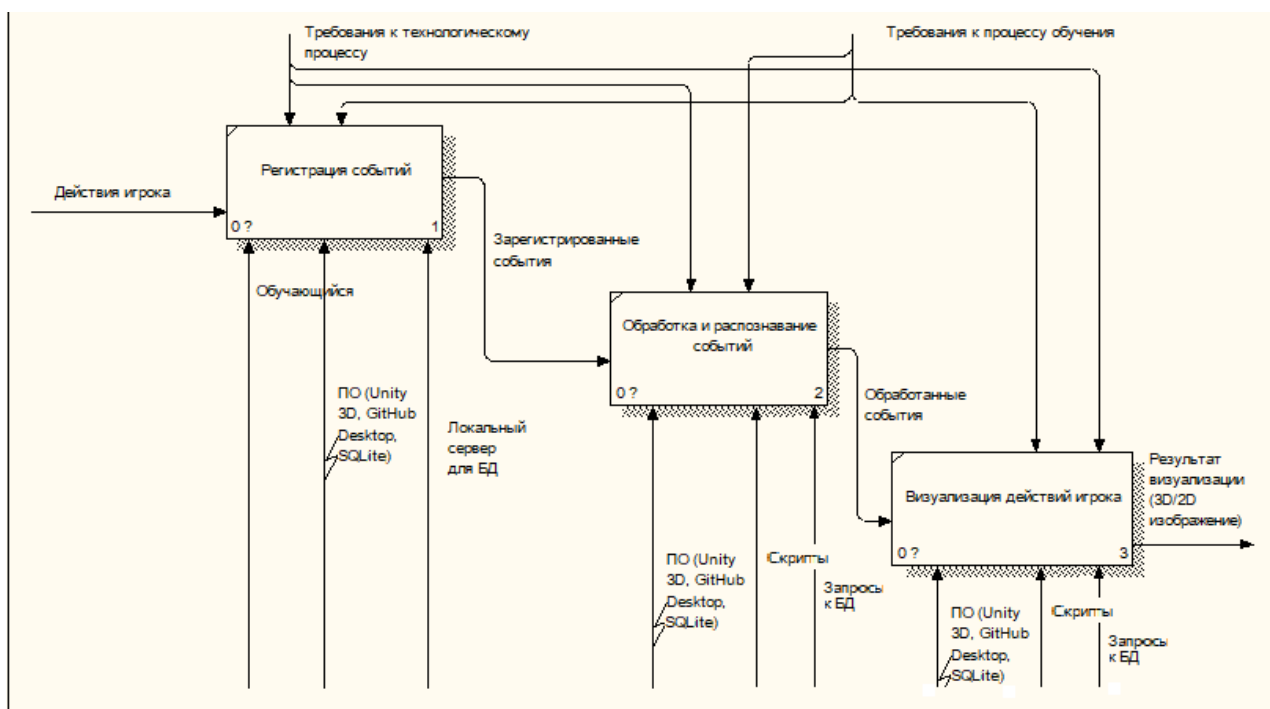 Требования к технологическому
процессу
Требования к процессу обучения
Регистрация событий
Действия игрока
0 ?
1
Зарегистрированные
события
Обучающийся
Обработка и распознавание
событий
0 ?
2
ПО (Unity
3D, GitHub
Desktop,
SQLite)
Локальный
сервер
для БД
Обработанные
события
Визуализация действий игрока
0 ?
3
Результат
визуализации
(3D/2D
изображение)
ПО (Unity
3D, GitHub
Desktop,
SQLite)
Скрипты
Запросы
к БД
ПО (Unity
3D, GitHub
Desktop,
SQLite)
Скрипты
Запросы
к БД